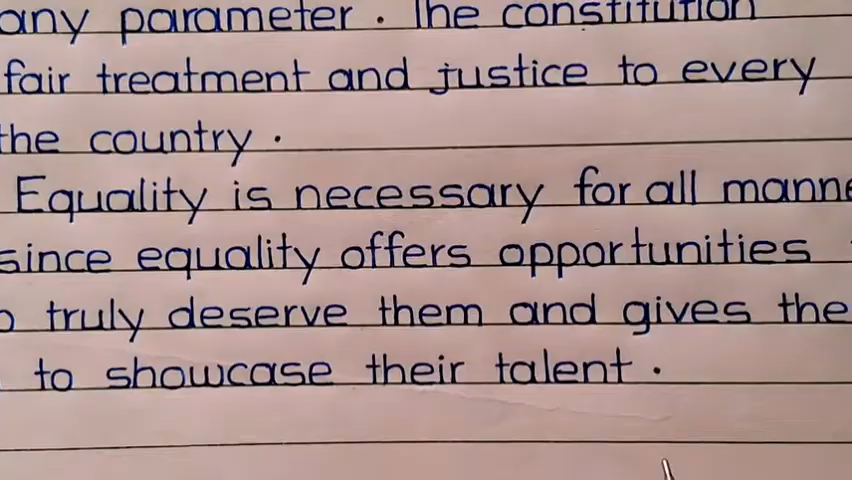 any parameter. The constitution
fair treatment and justice to every
the country.
Equality is necessary for all manne
since equality offers opportunities
truly deserve them and gives the
to showcase their talent.